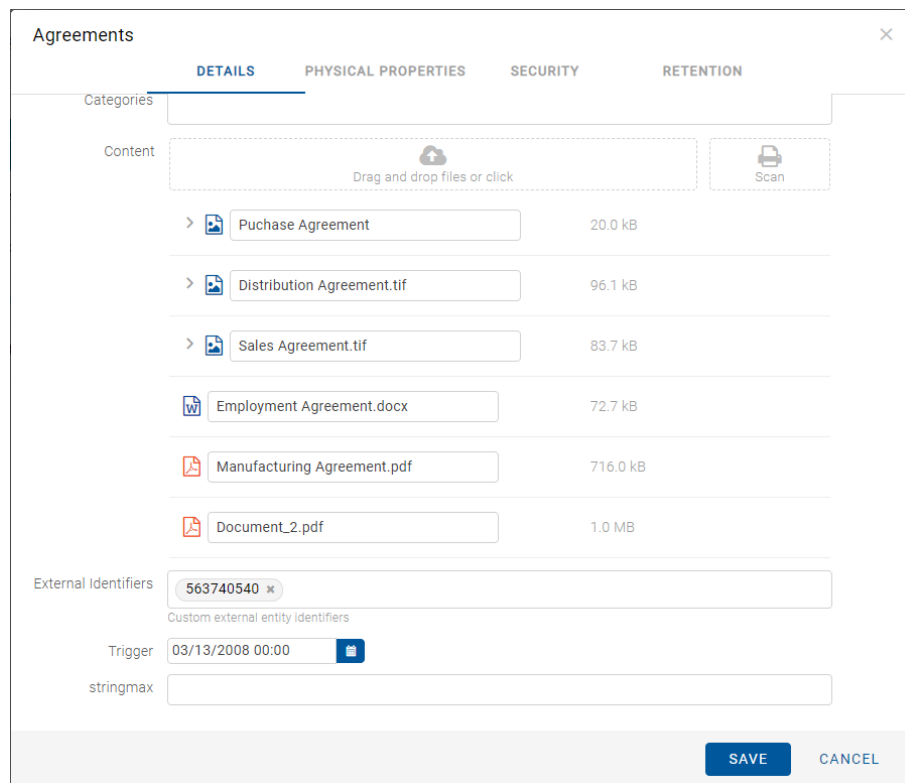 Agreements
DETAILS PHYSICAL PROPERTIES SECURITY RETENTION
Categories
Content
Drag and drop files or click
Scan
Puchase Agreement 20.0 kB
Distribution Agreement.tif 96.1 kB
Sales Agreement.tif 83.7 kB
Employment Agreement.docx 72.7 kB
Manufacturing Agreement.pdf 716.0 kB
Document_2.pdf 1.0 MB
External Identifiers 563740540
Custom external entity identifiers
Trigger 03/13/2008 00:00
stringmax
SAVE CANCEL